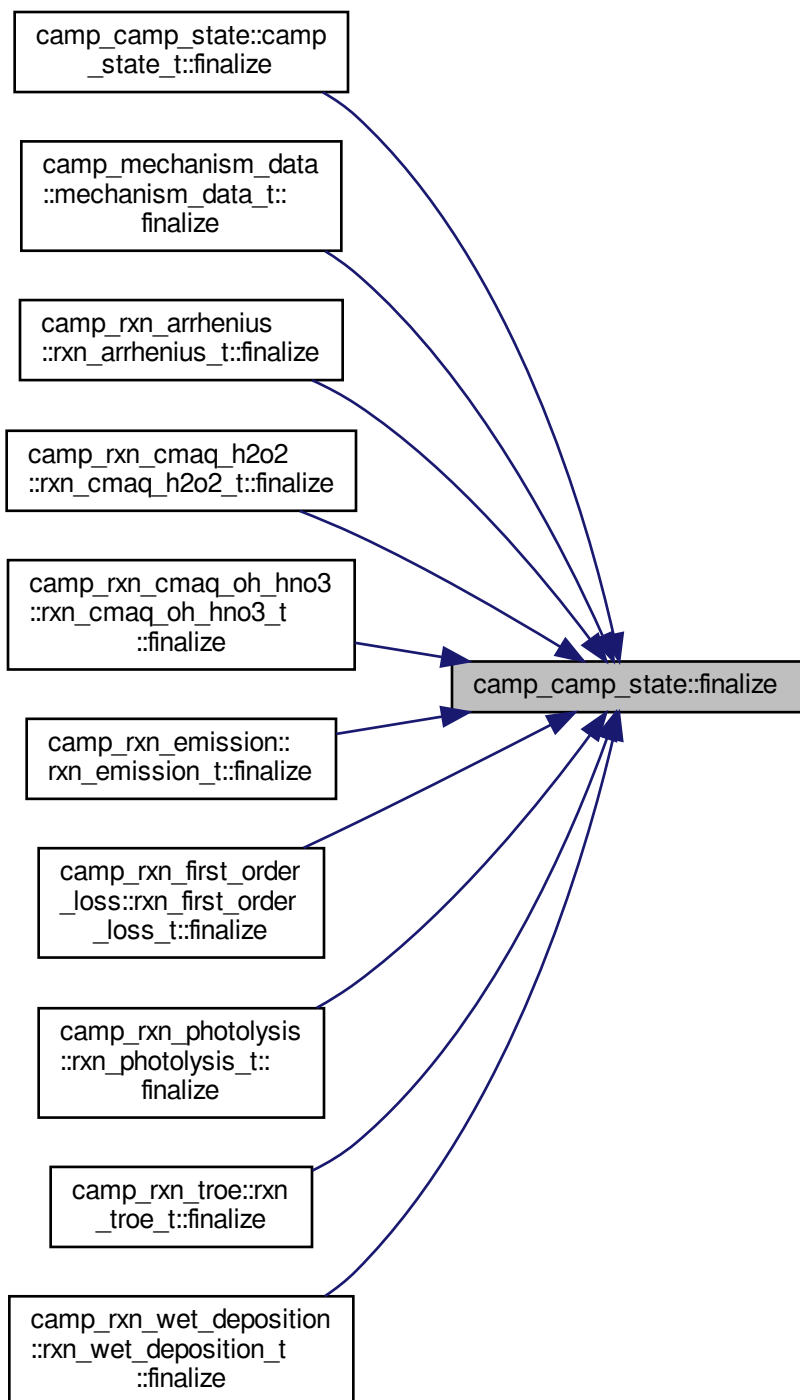 camp_camp_state::camp
_state_t::finalize
camp_mechanism_data
::mechanism_data_t::
finalize
camp_rxn_arrhenius
::rxn_arrhenius_t::finalize
camp_rxn_cmaq_h2o2
::rxn_cmaq_h2o2_t::finalize
camp_rxn_cmaq_oh_hno3
::rxn_cmaq_oh_hno3_t
::finalize
camp_camp_state::finalize
camp_rxn_emission::
rxn_emission_t::finalize
camp_rxn_first_order
_loss::rxn_first_order
_loss_t::finalize
camp_rxn_photolysis
::rxn_photolysis_t::
finalize
camp_rxn_troe::rxn
_troe_t::finalize
camp_rxn_wet_deposition
::rxn_wet_deposition_t
::finalize